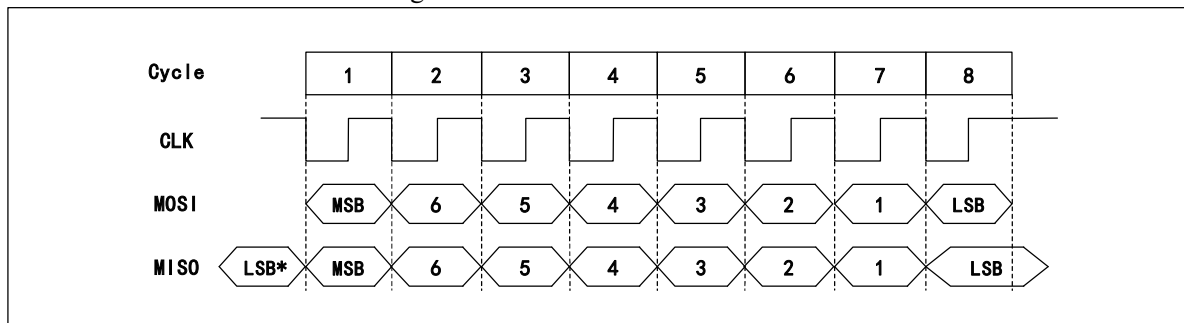 Cycle 1 2 3 4 5 6 7 8
CLK
MOSI MSB 6 5 4 3 2 1 LSB
MISO LSB* MSB 6 5 4 3 2 1 LSB